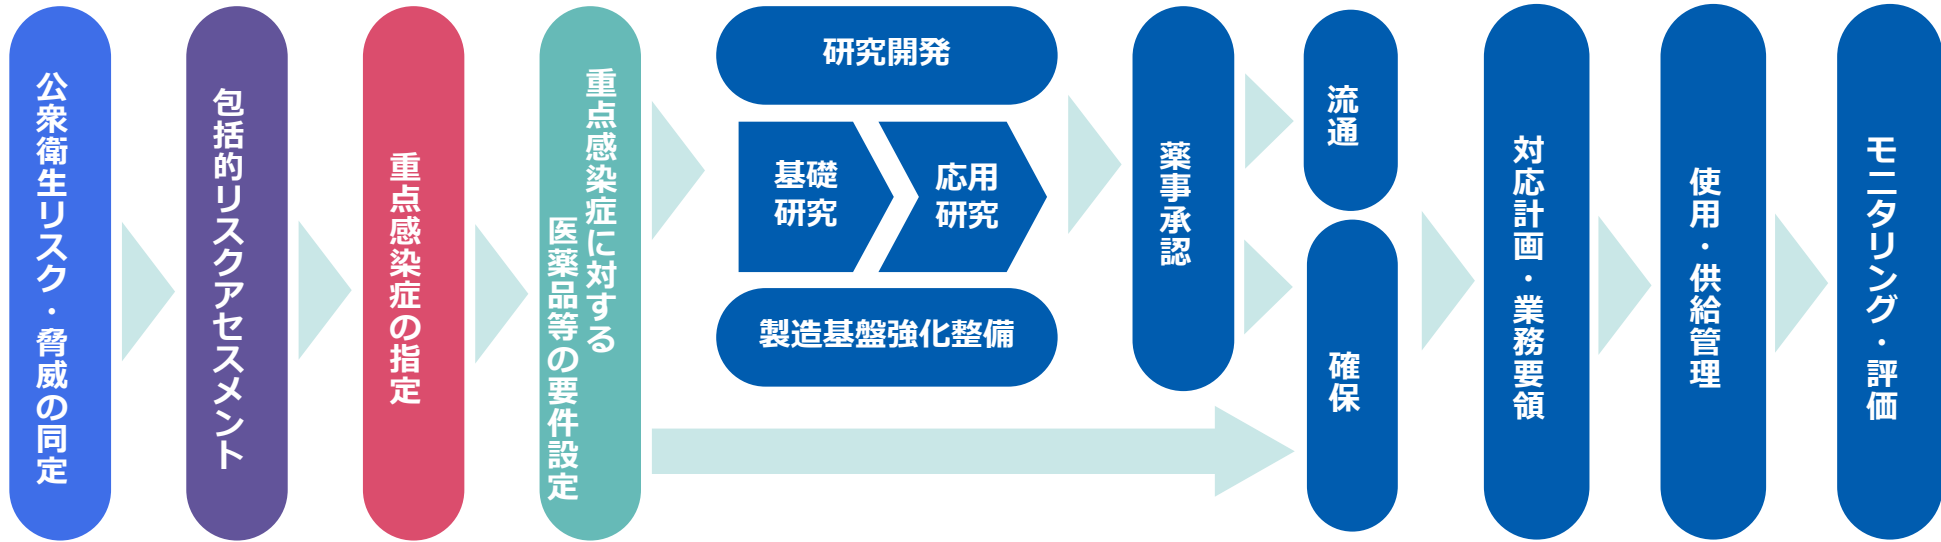 公衆衛生リスク・脅威の同定
包括的リスクアセスメント
重点感染症の指定
重点感染症に対する
医薬品等の要件設定
研究開発
基礎
研究
応用
研究
製造基盤強化整備
薬事承認
流通
確保
対応計画・業務要領
使用・供給管理
モニタリング・評価